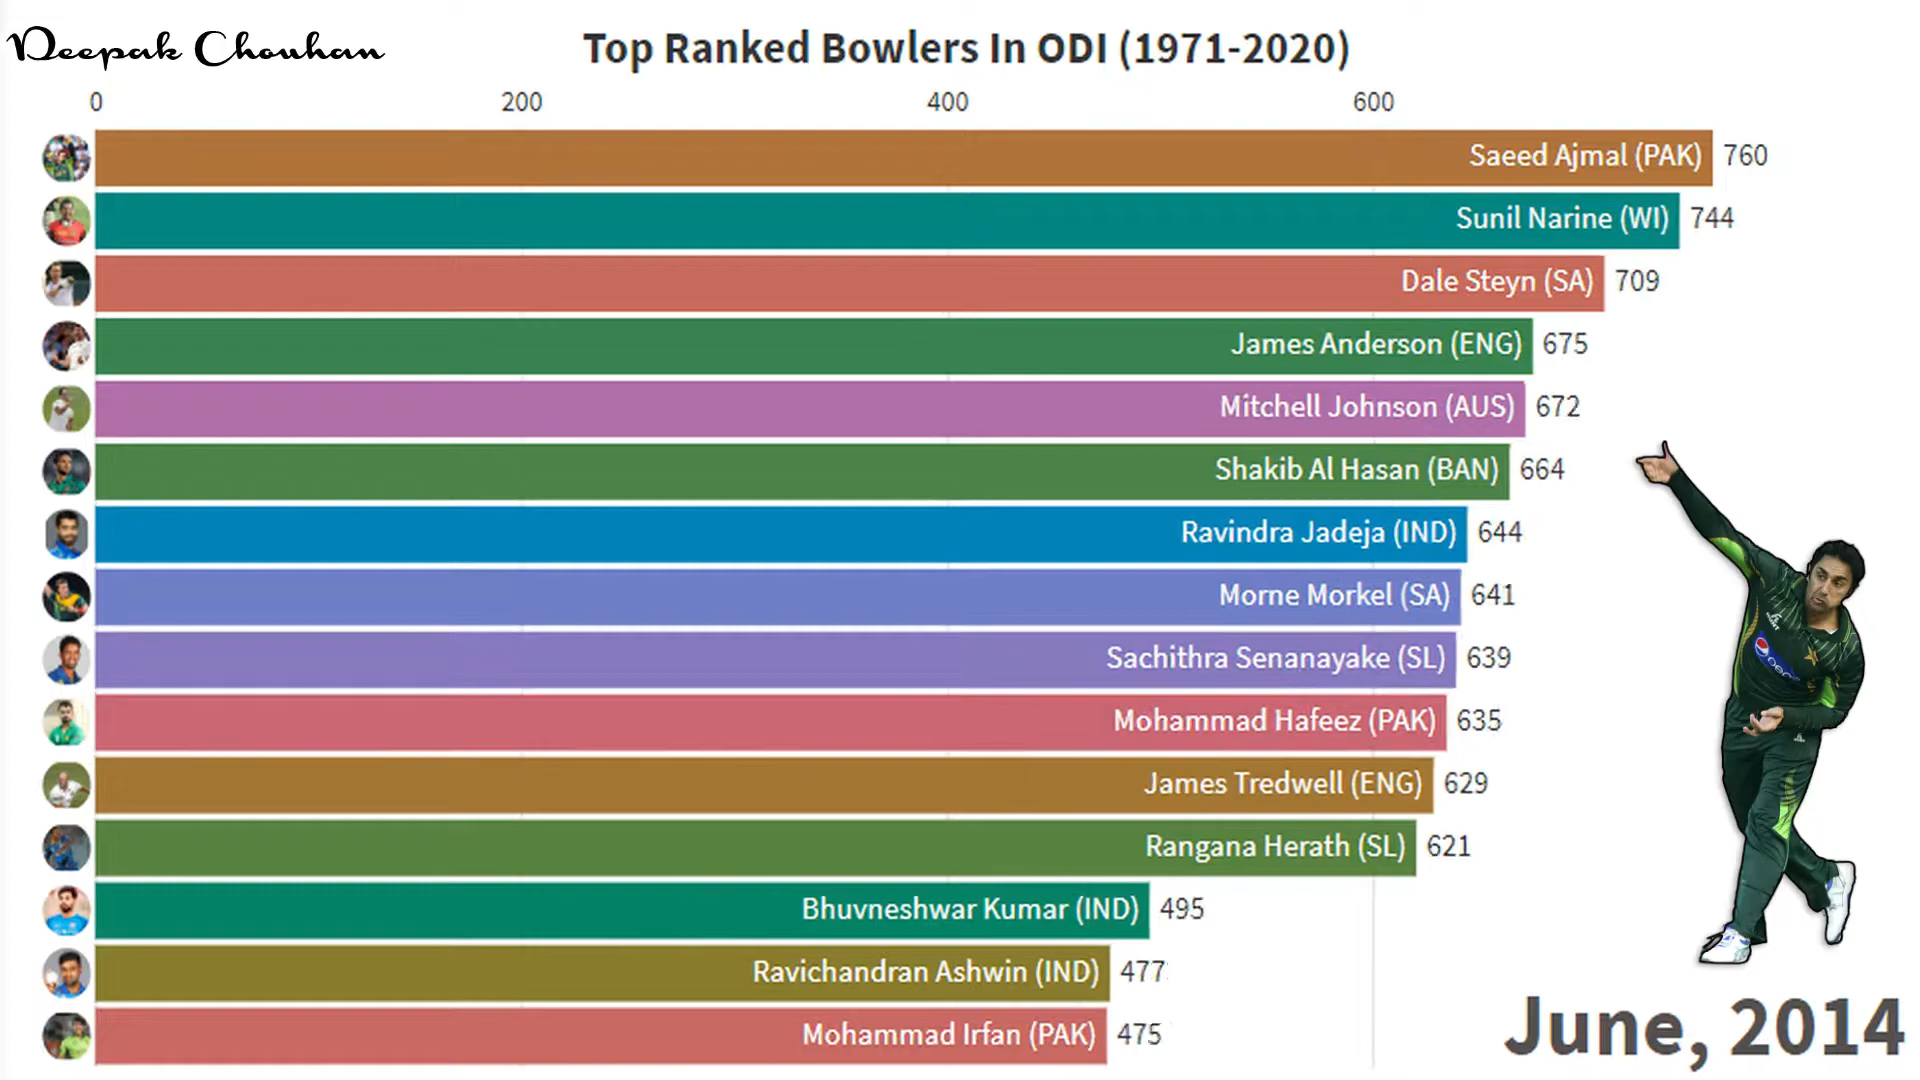 Deepak Chouhan
Top Ranked Bowlers In ODI (1971-2020)
0 200 400 600
Saeed Ajmal (PAK) 760
Sunil Narine (WI) 744
Dale Steyn (SA) 709
James Anderson (ENG) 675
Mitchell Johnson (AUS) 672
Shakib Al Hasan (BAN) 664
Ravindra Jadeja (IND) 644
Morne Morkel (SA) 641
Sachithra Senanayake (SL) 639
Mohammad Hafeez (PAK) 635
James Tredwell (ENG) 629
Rangana Herath (SL) 621
Bhuvneshwar Kumar (IND) 495
Ravichandran Ashwin (IND) 477
Mohammad Irfan (PAK) 475
pepsi
June, 2014